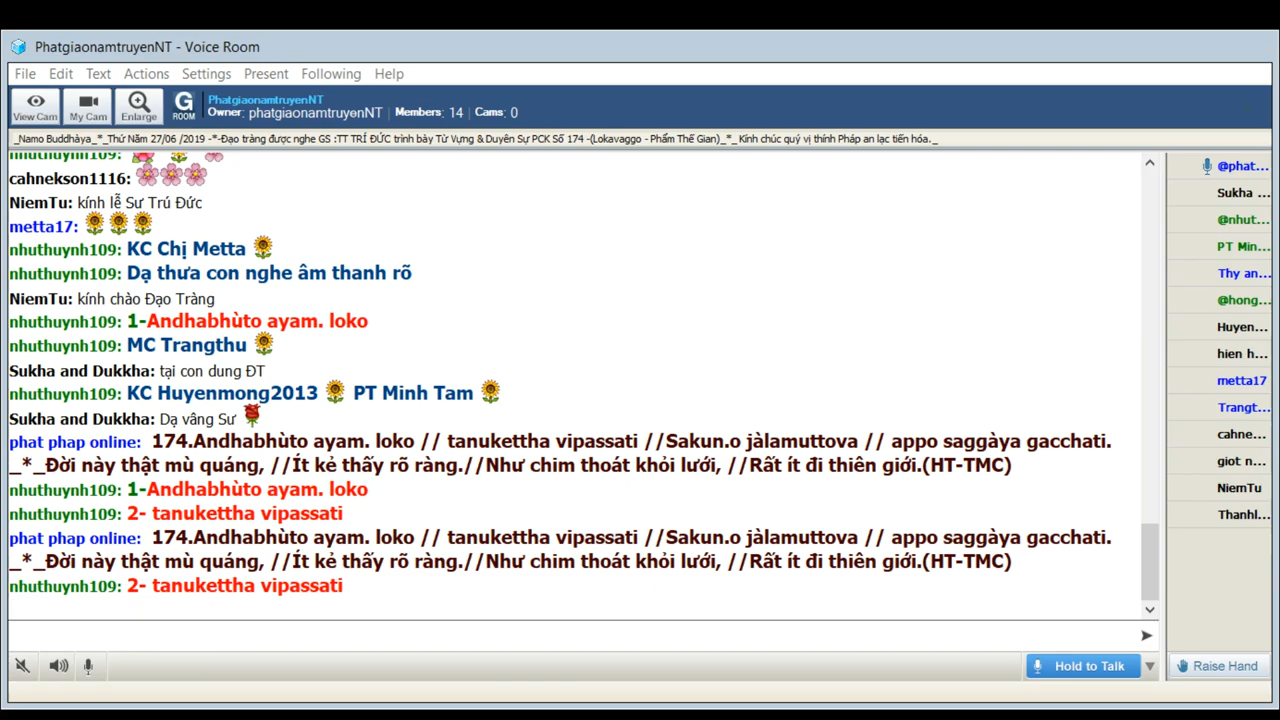 PhatgiaonamtruyenNT - Voice Room
File Edit Text Actions Settings Present Following Help
View Cam My Cam Enlarge G ROOM PhatgiaonamtruyenNT
Owner: phatgiaonamtruyenNT Members: 14 Cams: 0
_Namo Buddhàya_*_Thứ Năm 27/06 /2019 -*-Đạo tràng được nghe GS :TT TRÍ ĐỨC trình bày Từ Vựng & Duyên Sự PCK Số 174 -(Lokavaggo - Phẩm Thế Gian)_*_ Kính chúc quý vị thính Pháp an lạc tiến hóa._
nhuthuynh109:
cahnekson1116:
NiemTu: kính lễ Sư Trú Đức
metta17:
nhuthuynh109: KC Chị Metta
nhuthuynh109: Dạ thưa con nghe âm thanh rõ
NiemTu: kính chào Đạo Tràng
nhuthuynh109: 1-Andhabhùto ayam. loko
nhuthuynh109: MC Trangthu
Sukha and Dukkha: tại con dung ĐT
nhuthuynh109: KC Huyenmong2013 PT Minh Tam
Sukha and Dukkha: Dạ vâng Sư
phat phap online: 174.Andhabhùto ayam. loko // tanukettha vipassati //Sakun.o jàlamuttova // appo saggàya gacchati.
_*_Đời này thật mù quáng, //Ít kẻ thấy rõ ràng.//Như chim thoát khỏi lưới, //Rất ít đi thiên giới.(HT-TMC)
nhuthuynh109: 1-Andhabhùto ayam. loko
nhuthuynh109: 2- tanukettha vipassati
phat phap online: 174.Andhabhùto ayam. loko // tanukettha vipassati //Sakun.o jàlamuttova // appo saggàya gacchati.
_*_Đời này thật mù quáng, //Ít kẻ thấy rõ ràng.//Như chim thoát khỏi lưới, //Rất ít đi thiên giới.(HT-TMC)
nhuthuynh109: 2- tanukettha vipassati
@phat...
Sukha ...
@nhut...
PT Min...
Thy an...
@hong...
Huyen...
hien h...
metta17
Trangt...
cahne...
giot n...
NiemTu
Thanhl...
Hold to Talk
Raise Hand